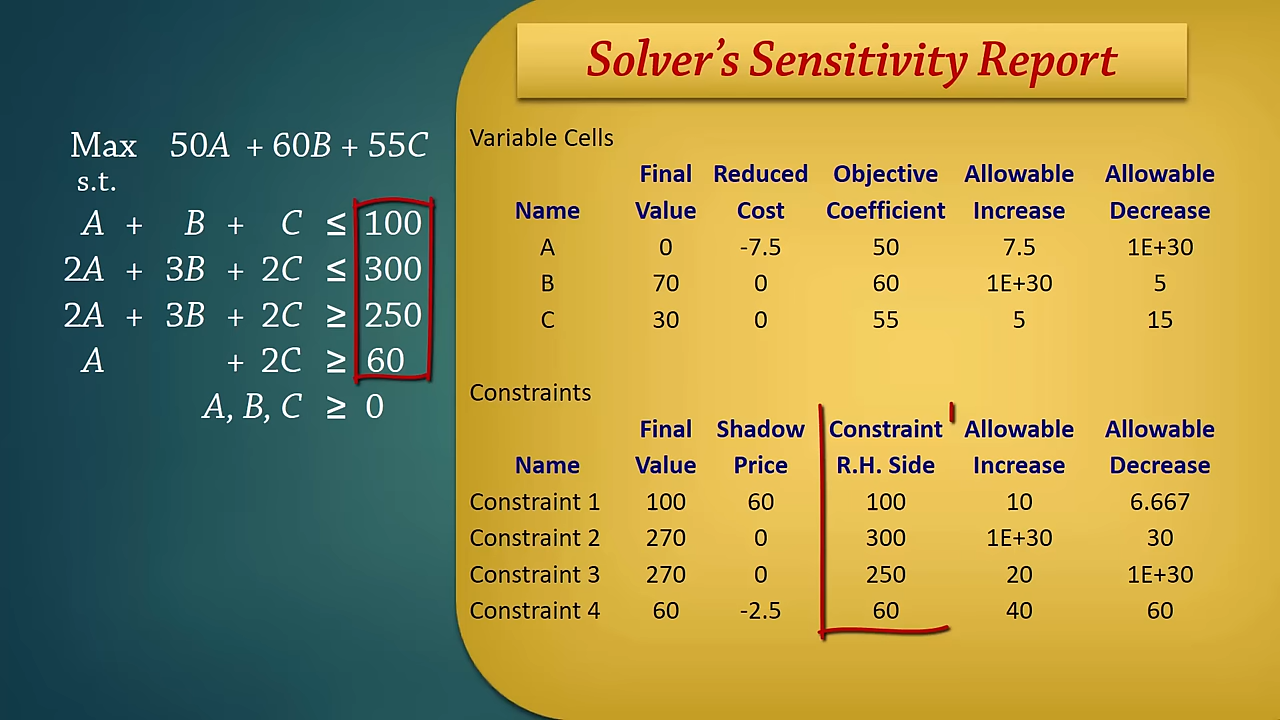 Solver's Sensitivity Report
Max 50A + 60B + 55C
s.t.
A + B + C ≤ 100
2A + 3B + 2C ≤ 300
2A + 3B + 2C ≥ 250
A + 2C ≥ 60
A, B, C ≥ 0
Variable Cells
Final Reduced Objective Allowable Allowable
Name Value Cost Coefficient Increase Decrease
A 0 -7.5 50 7.5 1E+30
B 70 0 60 1E+30 5
C 30 0 55 5 15
Constraints
Final Shadow Constraint Allowable Allowable
Name Value Price R.H. Side Increase Decrease
Constraint 1 100 60 100 10 6.667
Constraint 2 270 0 300 1E+30 30
Constraint 3 270 0 250 20 1E+30
Constraint 4 60 -2.5 60 40 60